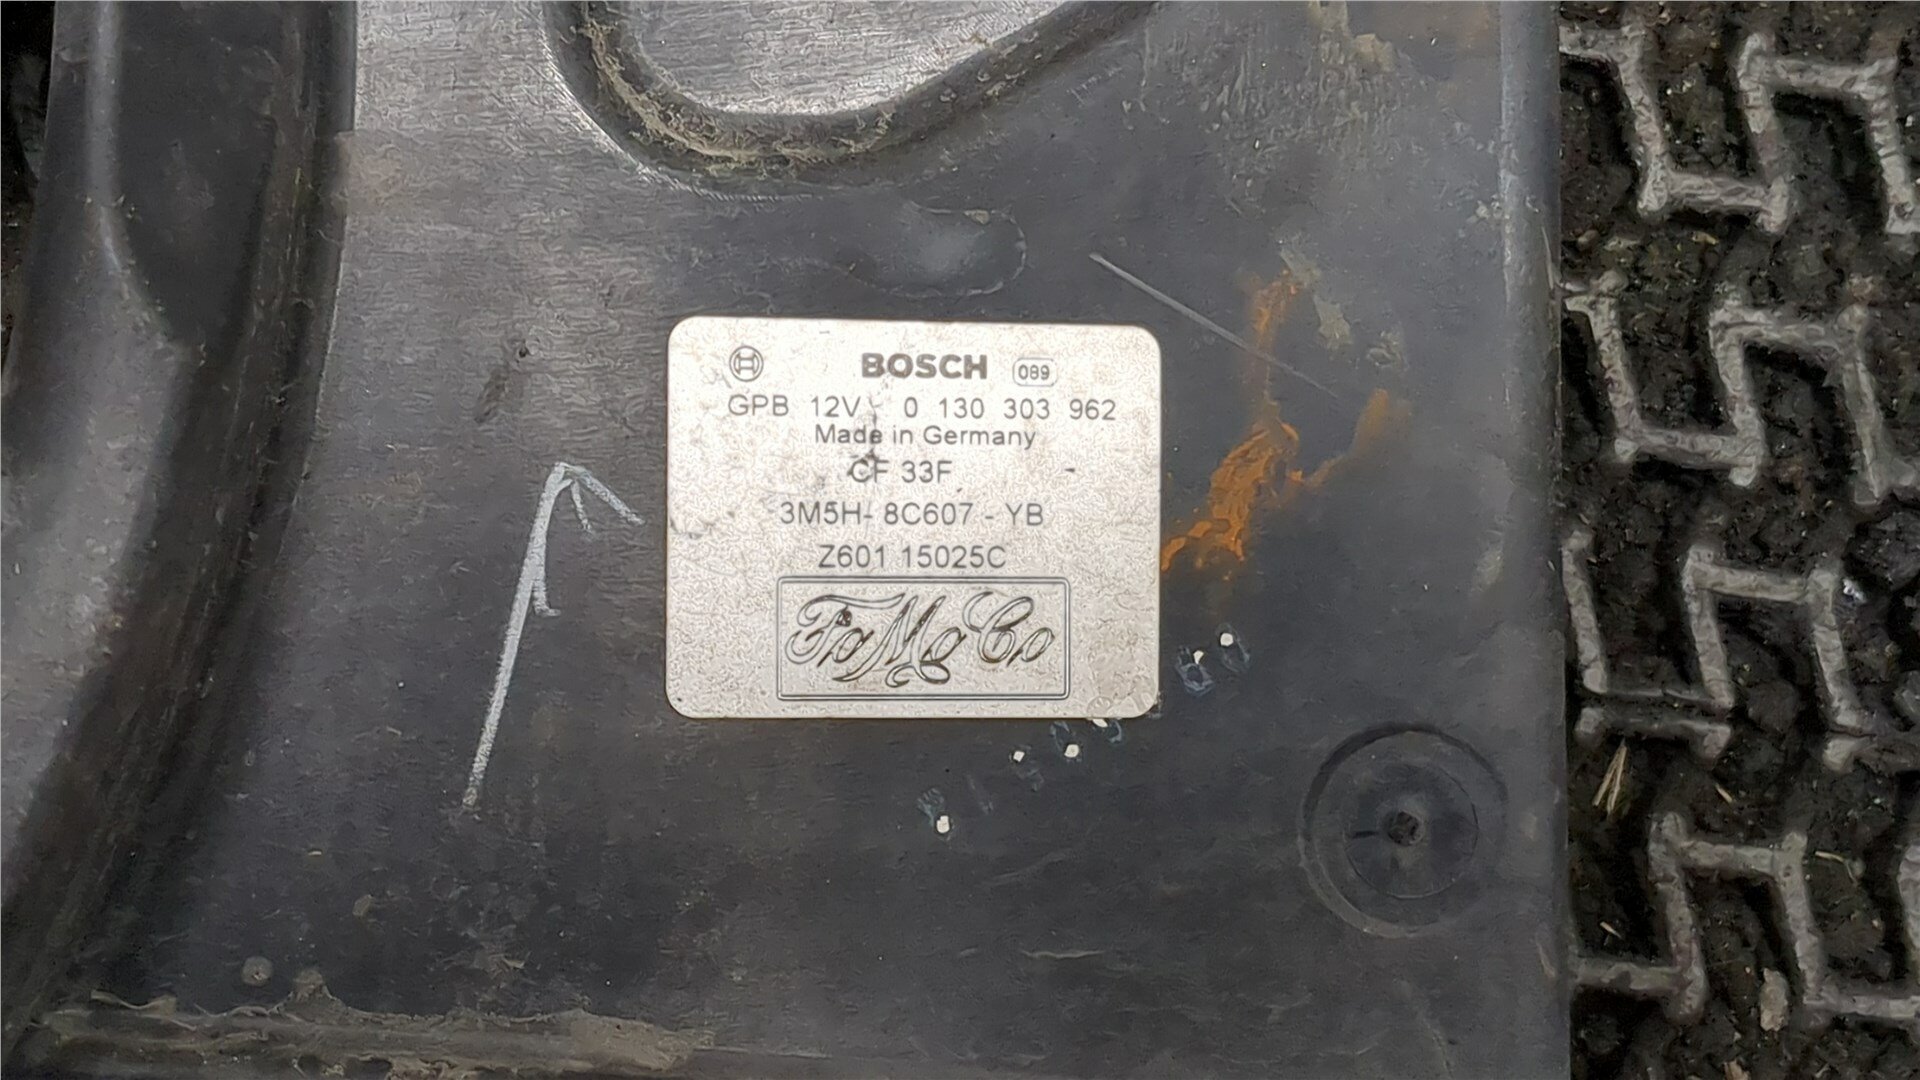 BOSCH 089
GPB 12V 0 130 303 962
Made in Germany
CF 33F -
3M5H- 8C607 - YB
Z601 15025C
FoMoCo